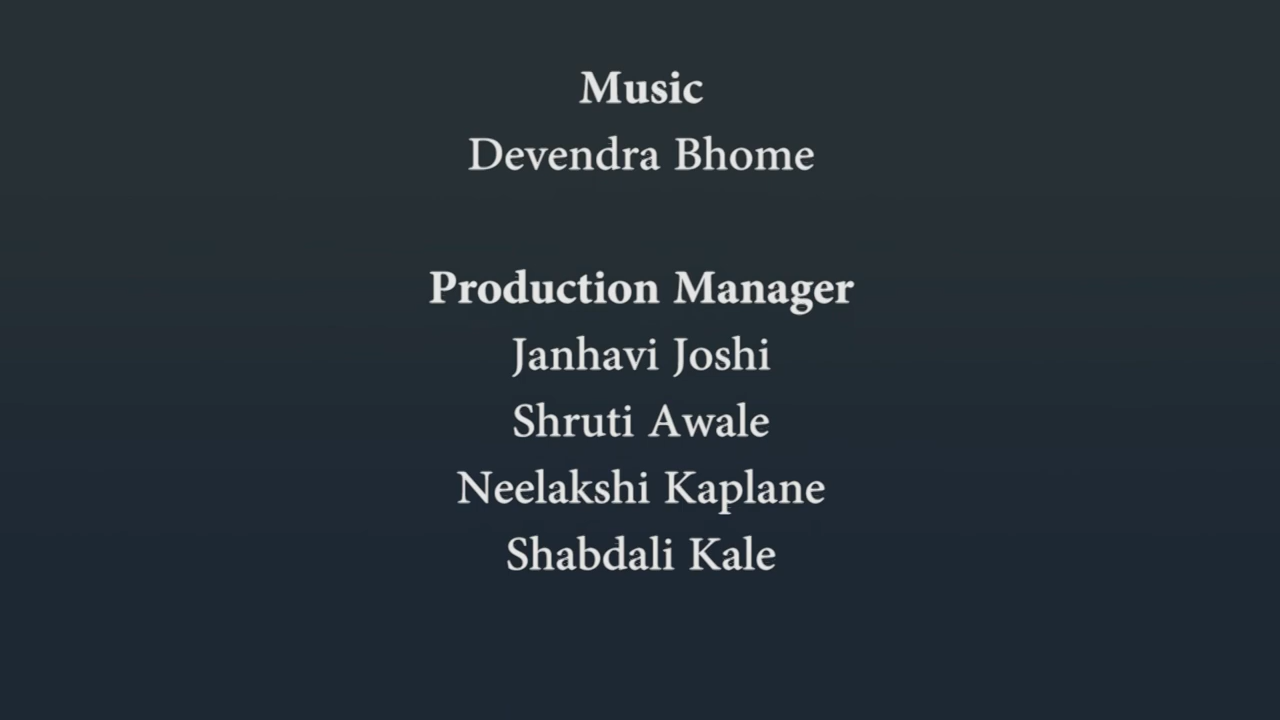 Music
Devendra Bhome
Production Manager
Janhavi Joshi
Shruti Awale
Neelakshi Kaplane
Shabdali Kale